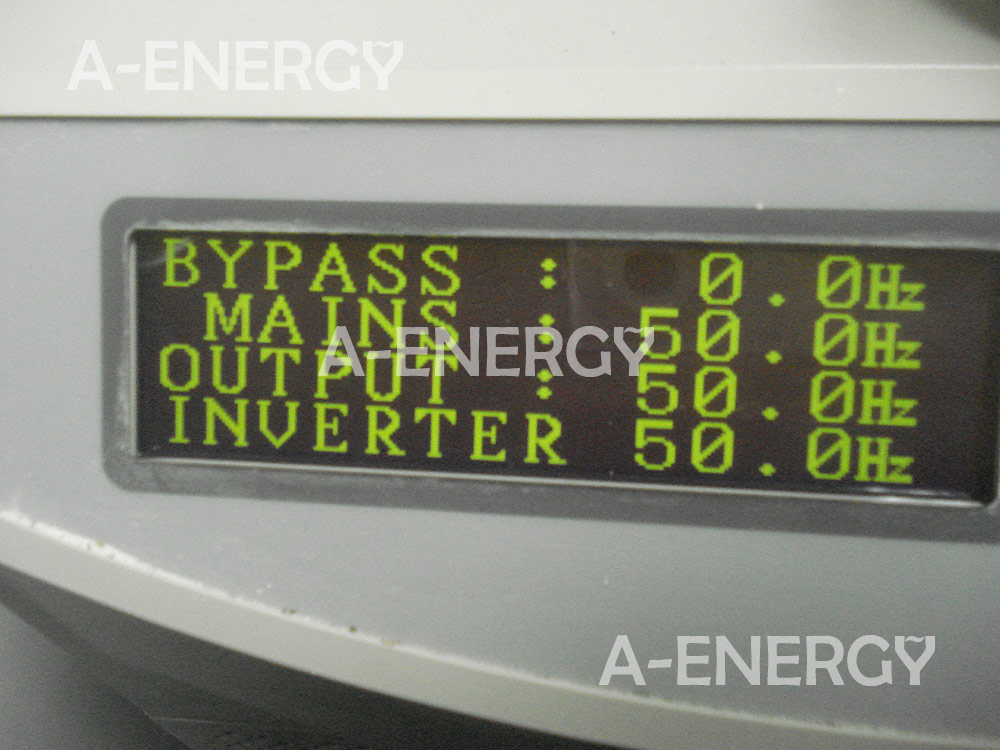 A-ENERGY
BYPASS : 0.0Hz
MAINS : 50.0Hz
A-ENERGY
OUTPUT : 50.0Hz
INVERTER 50.0Hz
A-ENERGY